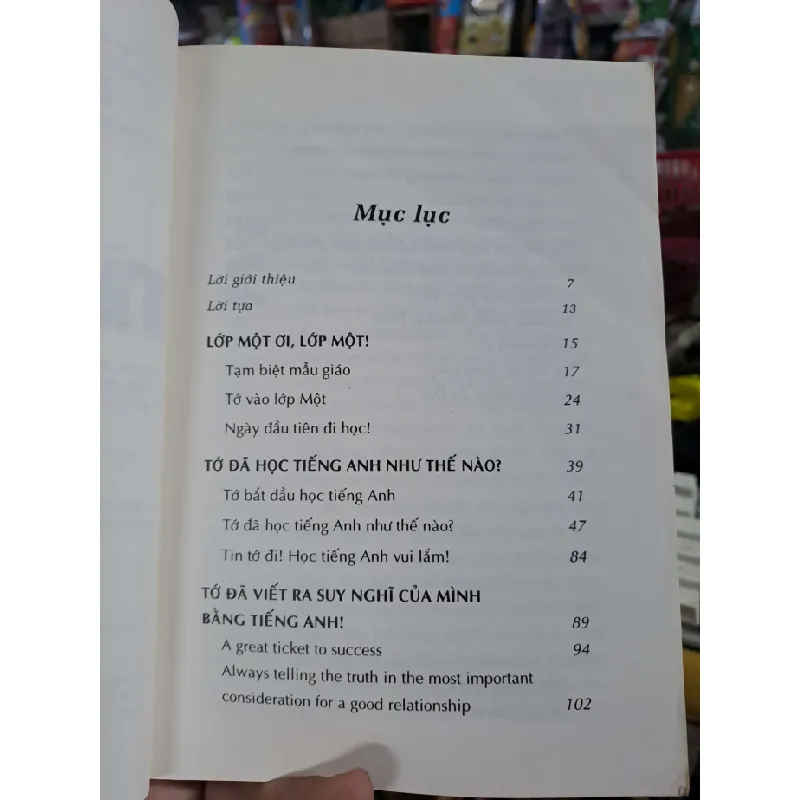 Mục lục
Lời giới thiệu 7
Lời tựa 13
LỚP MỘT ƠI, LỚP MỘT! 15
Tạm biệt mẫu giáo 17
Tớ vào lớp Một 24
Ngày đầu tiên đi học! 31
TỚ ĐÃ HỌC TIẾNG ANH NHƯ THẾ NÀO? 39
Tớ bắt đầu học tiếng Anh 41
Tớ đã học tiếng Anh như thế nào? 47
Tin tớ đi! Học tiếng Anh vui lắm! 84
TỚ ĐÃ VIẾT RA SUY NGHĨ CỦA MÌNH
BẰNG TIẾNG ANH! 89
A great ticket to success 94
Always telling the truth in the most important
consideration for a good relationship 102